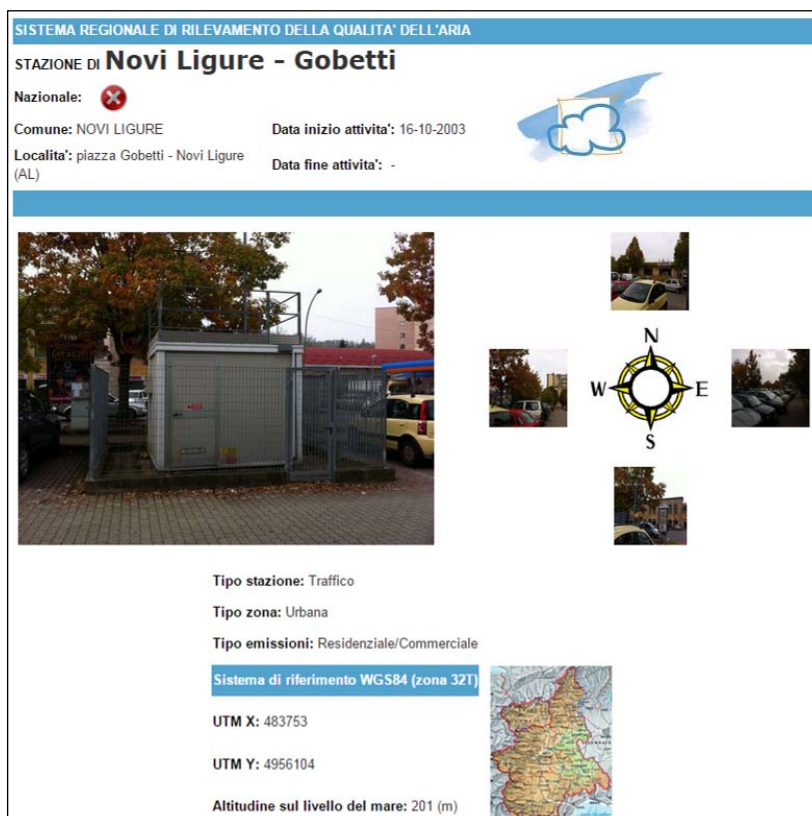 SISTEMA REGIONALE DI RILEVAMENTO DELLA QUALITA' DELL'ARIA
STAZIONE DI Novi Ligure - Gobetti
Nazionale:
Comune: NOVI LIGURE
Data inizio attivita': 16-10-2003
Localita': piazza Gobetti - Novi Ligure
(AL)
Data fine attivita': -
N
W E
S
Tipo stazione: Traffico
Tipo zona: Urbana
Tipo emissioni: Residenziale/Commerciale
Sistema di riferimento WGS84 (zona 32T)
UTM X: 483753
UTM Y: 4956104
Altitudine sul livello del mare: 201 (m)